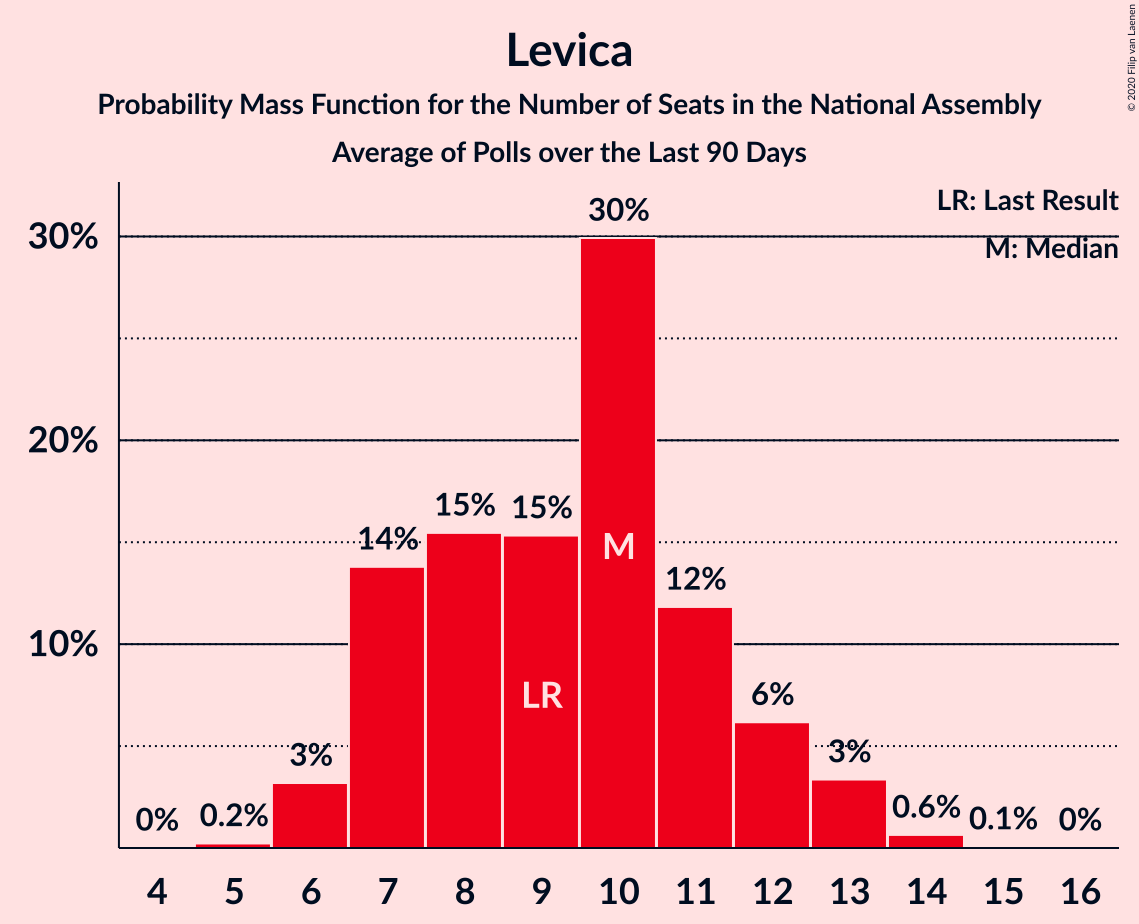 Levica
Probability Mass Function for the Number of Seats in the National Assembly
Average of Polls over the Last 90 Days
© 2020 Filip van Laenen
LR: Last Result
M: Median
30%
20%
10%
0%
0.2%
3%
14%
15%
15%
30%
12%
6%
3%
0.6%
0.1%
0%
M
LR
4 5 6 7 8 9 10 11 12 13 14 15 16